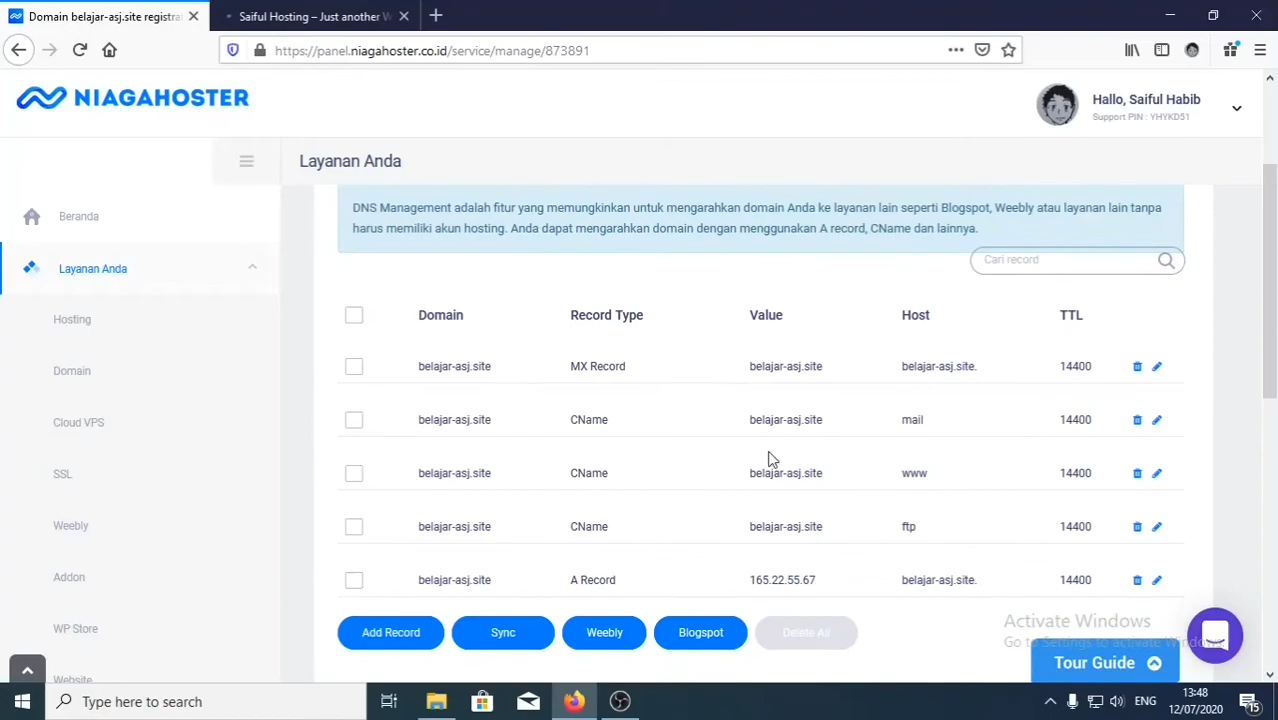 Domain belajar-asj.site registra
Saiful Hosting – Just another W
https://panel.niagahoster.co.id/service/manage/873891
NIAGAHOSTER
Hallo, Saiful Habib
Support PIN : YHYKD51
Layanan Anda
Beranda
Layanan Anda
Hosting
Domain
Cloud VPS
SSL
Weebly
Addon
WP Store
Website
DNS Management adalah fitur yang memungkinkan untuk mengarahkan domain Anda ke layanan lain seperti Blogspot, Weebly atau layanan lain tanpa
harus memiliki akun hosting. Anda dapat mengarahkan domain dengan menggunakan A record, CName dan lainnya.
Cari record
Domain Record Type Value Host TTL
belajar-asj.site MX Record belajar-asj.site belajar-asj.site. 14400
belajar-asj.site CName belajar-asj.site mail 14400
belajar-asj.site CName belajar-asj.site www 14400
belajar-asj.site CName belajar-asj.site ftp 14400
belajar-asj.site A Record 165.22.55.67 belajar-asj.site. 14400
Add Record Sync Weebly Blogspot Delete All
Activate Windows
Go to Settings to activate Windows.
Tour Guide
Type here to search
ENG
13:48
12/07/2020
15